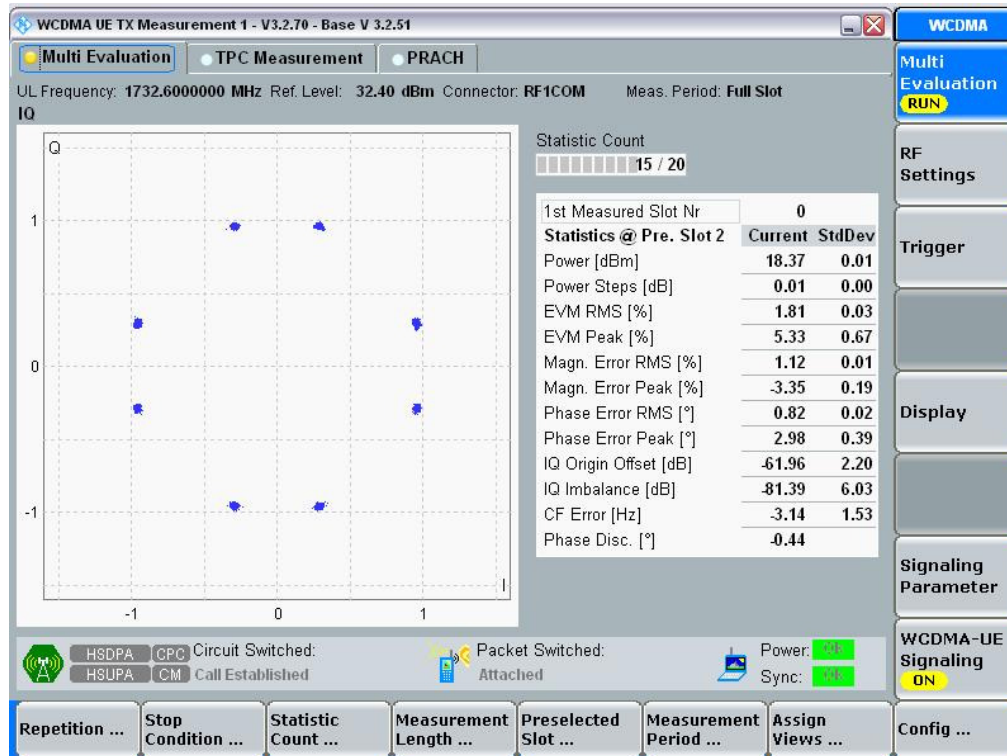 WCDMA UE TX Measurement 1 - V3.2.70 - Base V 3.2.51
WCDMA
Multi Evaluation
TPC Measurement
PRACH
UL Frequency: 1732.6000000 MHz Ref. Level: 32.40 dBm Connector: RF1COM Meas. Period: Full Slot
IQ
Q
1
0
-1
-1 0 1
I
Statistic Count
15 / 20
1st Measured Slot Nr 0
Statistics @ Pre. Slot 2 Current StdDev
Power [dBm] 18.37 0.01
Power Steps [dB] 0.01 0.00
EVM RMS [%] 1.81 0.03
EVM Peak [%] 5.33 0.67
Magn. Error RMS [%] 1.12 0.01
Magn. Error Peak [%] -3.35 0.19
Phase Error RMS [°] 0.82 0.02
Phase Error Peak [°] 2.98 0.39
IQ Origin Offset [dB] -61.96 2.20
IQ Imbalance [dB] -81.39 6.03
CF Error [Hz] -3.14 1.53
Phase Disc. [°] -0.44
Multi
Evaluation
RUN
RF
Settings
Trigger
Display
Signaling
Parameter
WCDMA-UE
Signaling
ON
HSDPA CPC Circuit Switched:
HSUPA CM Call Established
Packet Switched:
Attached
Power:
Sync:
Repetition ...
Stop
Condition ...
Statistic
Count ...
Measurement
Length ...
Preselected
Slot ...
Measurement
Period ...
Assign
Views ...
Config ...